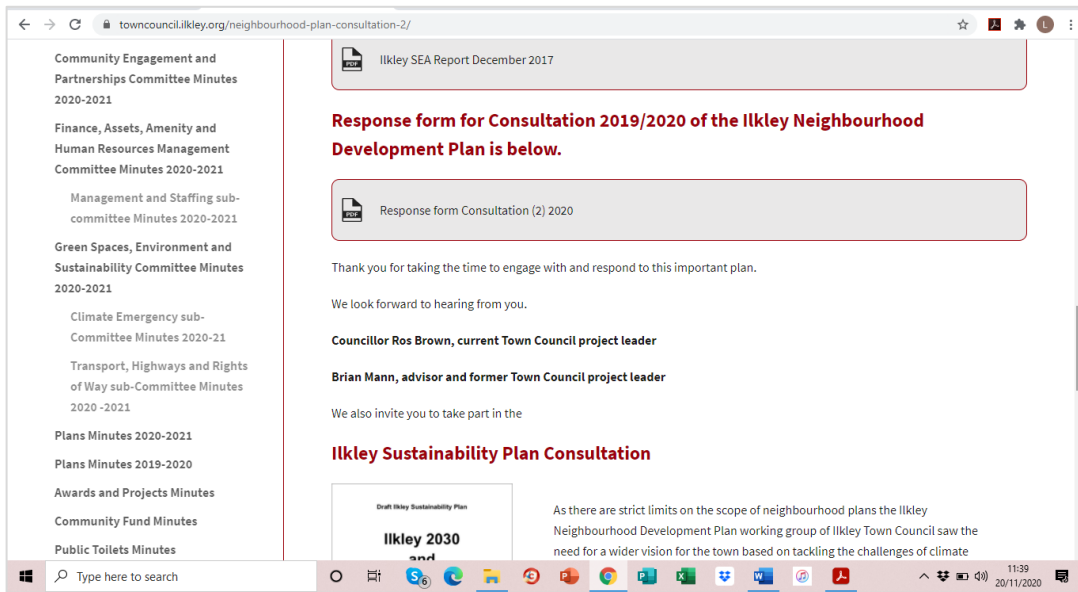 towncouncil.ilkley.org/neighbourhood-plan-consultation-2/
L
Community Engagement and
Partnerships Committee Minutes
2020-2021
Finance, Assets, Amenity and
Human Resources Management
Committee Minutes 2020-2021
Management and Staffing sub-
committee Minutes 2020-2021
Green Spaces, Environment and
Sustainability Committee Minutes
2020-2021
Climate Emergency sub-
Committee Minutes 2020-21
Transport, Highways and Rights
of Way sub-Committee Minutes
2020 -2021
Plans Minutes 2020-2021
Plans Minutes 2019-2020
Awards and Projects Minutes
Community Fund Minutes
Public Toilets Minutes
PDF
Ilkley SEA Report December 2017
Response form for Consultation 2019/2020 of the Ilkley Neighbourhood
Development Plan is below.
PDF
Response form Consultation (2) 2020
Thank you for taking the time to engage with and respond to this important plan.
We look forward to hearing from you.
Councillor Ros Brown, current Town Council project leader
Brian Mann, advisor and former Town Council project leader
We also invite you to take part in the
Ilkley Sustainability Plan Consultation
Draft Ilkley Sustainability Plan
Ilkley 2030
and
As there are strict limits on the scope of neighbourhood plans the Ilkley
Neighbourhood Development Plan working group of Ilkley Town Council saw the
need for a wider vision for the town based on tackling the challenges of climate
Type here to search
S 6
P
P
X
W
11:39
20/11/2020